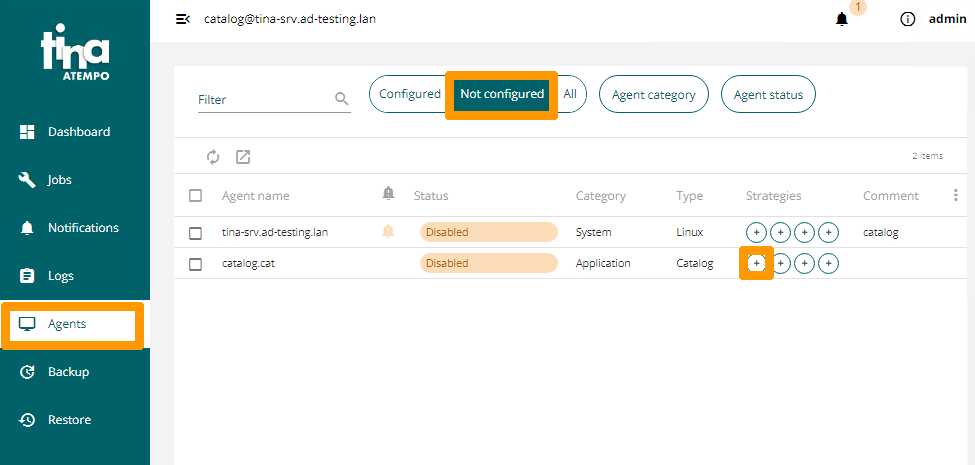 tina
ATEMPO
Dashboard
Jobs
Notifications
Logs
Agents
Backup
Restore
catalog@tina-srv.ad-testing.lan
1
admin
Filter
Configured Not configured All Agent category Agent status
2 items
Agent name Status Category Type Strategies Comment
tina-srv.ad-testing.lan Disabled System Linux + + + + catalog
catalog.cat Disabled Application Catalog + + + +